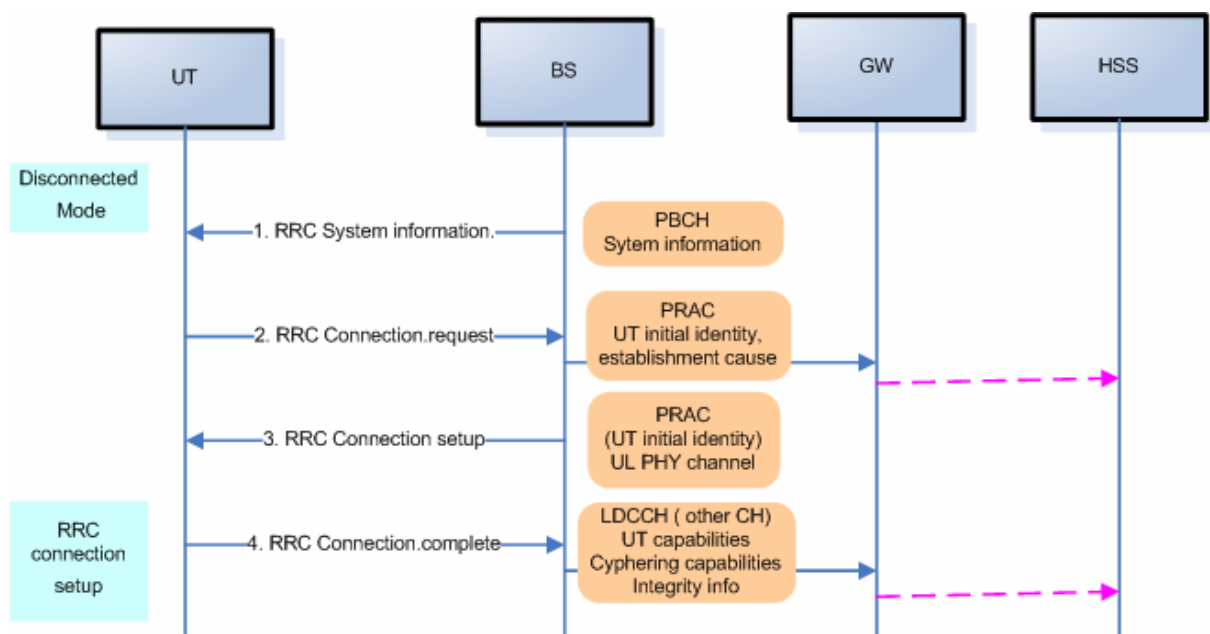 UT
BS
GW
HSS
Disconnected
Mode
1. RRC System information.
PBCH
Sytem information
2. RRC Connection.request
PRAC
UT initial identity,
establishment cause
3. RRC Connection setup
PRAC
(UT initial identity)
UL PHY channel
RRC
connection
setup
4. RRC Connection.complete
LDCCH ( other CH)
UT capabilities
Cyphering capabilities
Integrity info